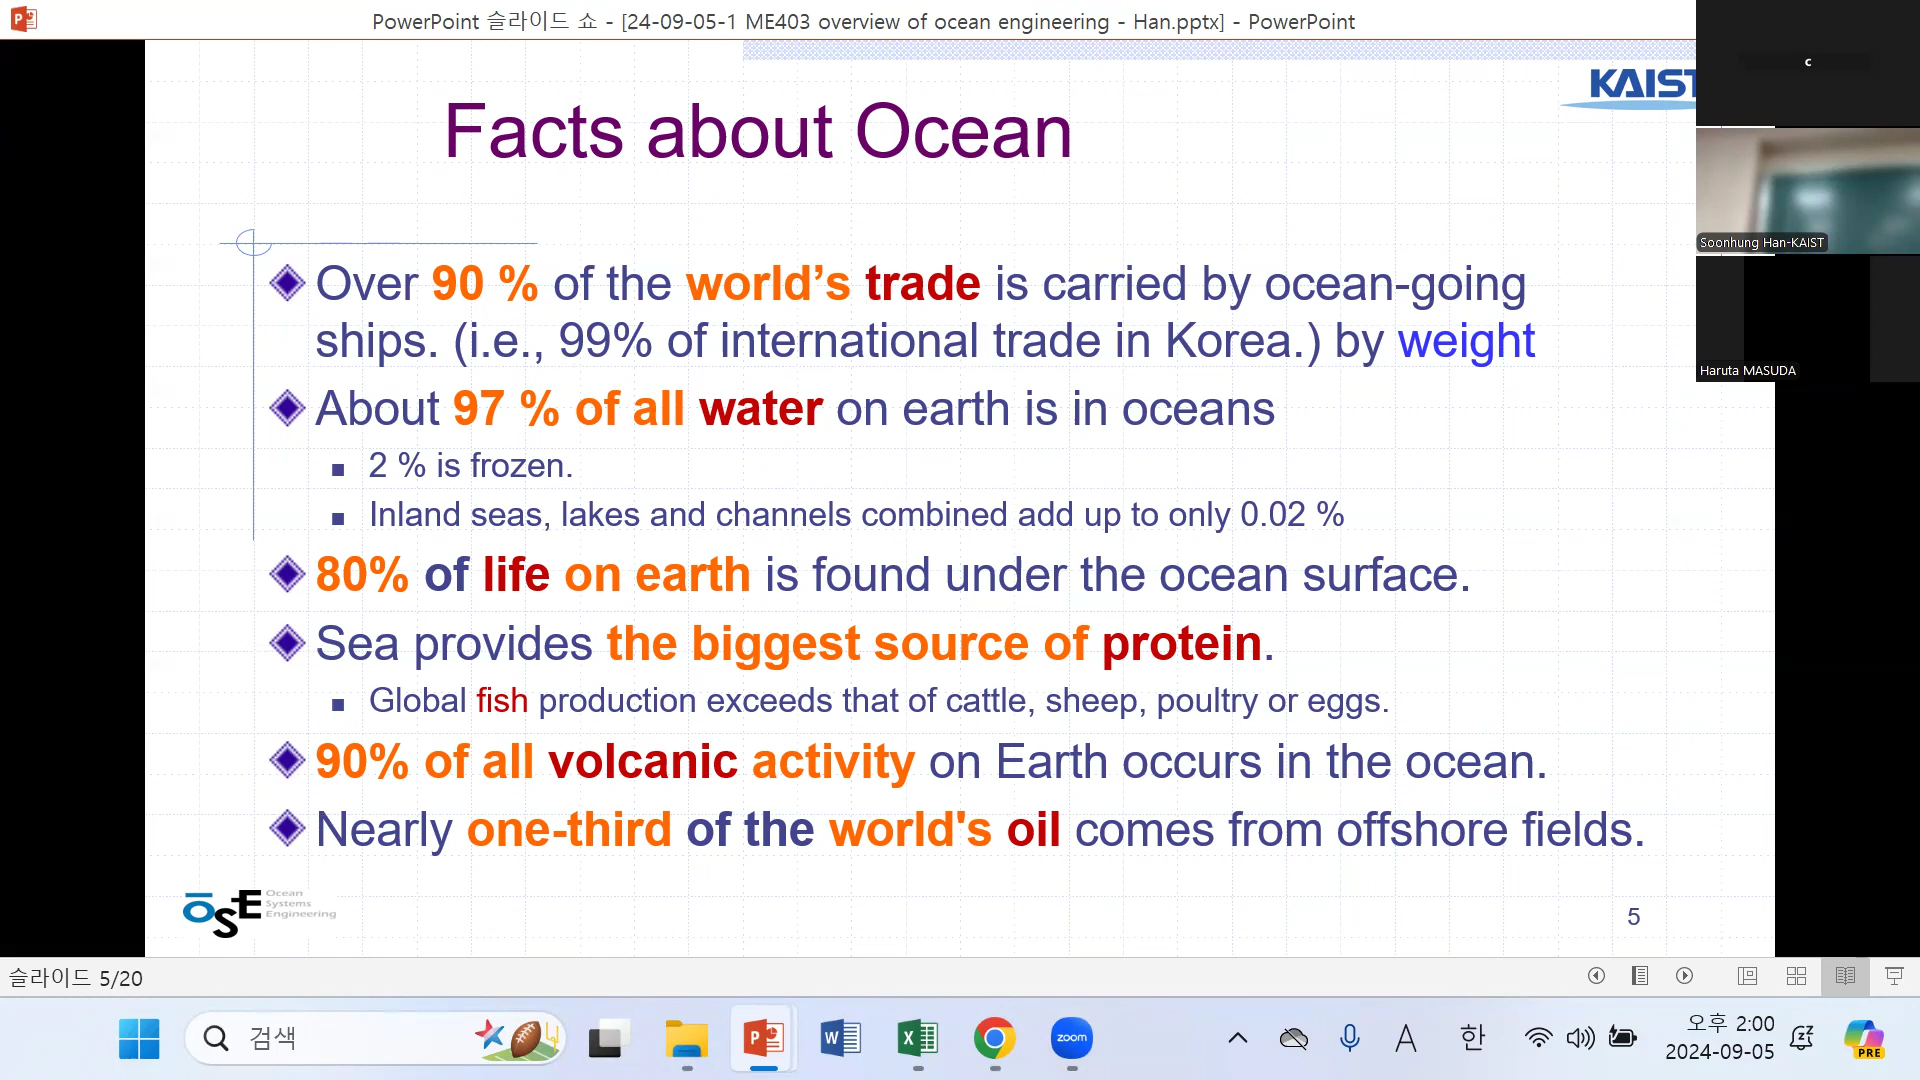 PowerPoint 슬라이드 쇼 - [24-09-05-1 ME403 overview of ocean engineering - Han.pptx] - PowerPoint
KAIST
c
Facts about Ocean
Soonhung Han-KAIST
Haruta MASUDA
Over 90 % of the world’s trade is carried by ocean-going
ships. (i.e., 99% of international trade in Korea.) by weight
About 97 % of all water on earth is in oceans
2 % is frozen.
Inland seas, lakes and channels combined add up to only 0.02 %
80% of life on earth is found under the ocean surface.
Sea provides the biggest source of protein.
Global fish production exceeds that of cattle, sheep, poultry or eggs.
90% of all volcanic activity on Earth occurs in the ocean.
Nearly one-third of the world's oil comes from offshore fields.
OSE Ocean
Systems
Engineering
5
슬라이드 5/20
검색
zoom
A
한
오후 2:00
2024-09-05
PRE